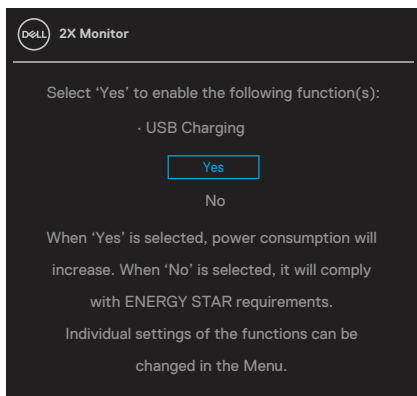 DELL 2X Monitor
Select ‘Yes’ to enable the following function(s):
· USB Charging
Yes
No
When ‘Yes’ is selected, power consumption will
increase. When ‘No’ is selected, it will comply
with ENERGY STAR requirements.
Individual settings of the functions can be
changed in the Menu.